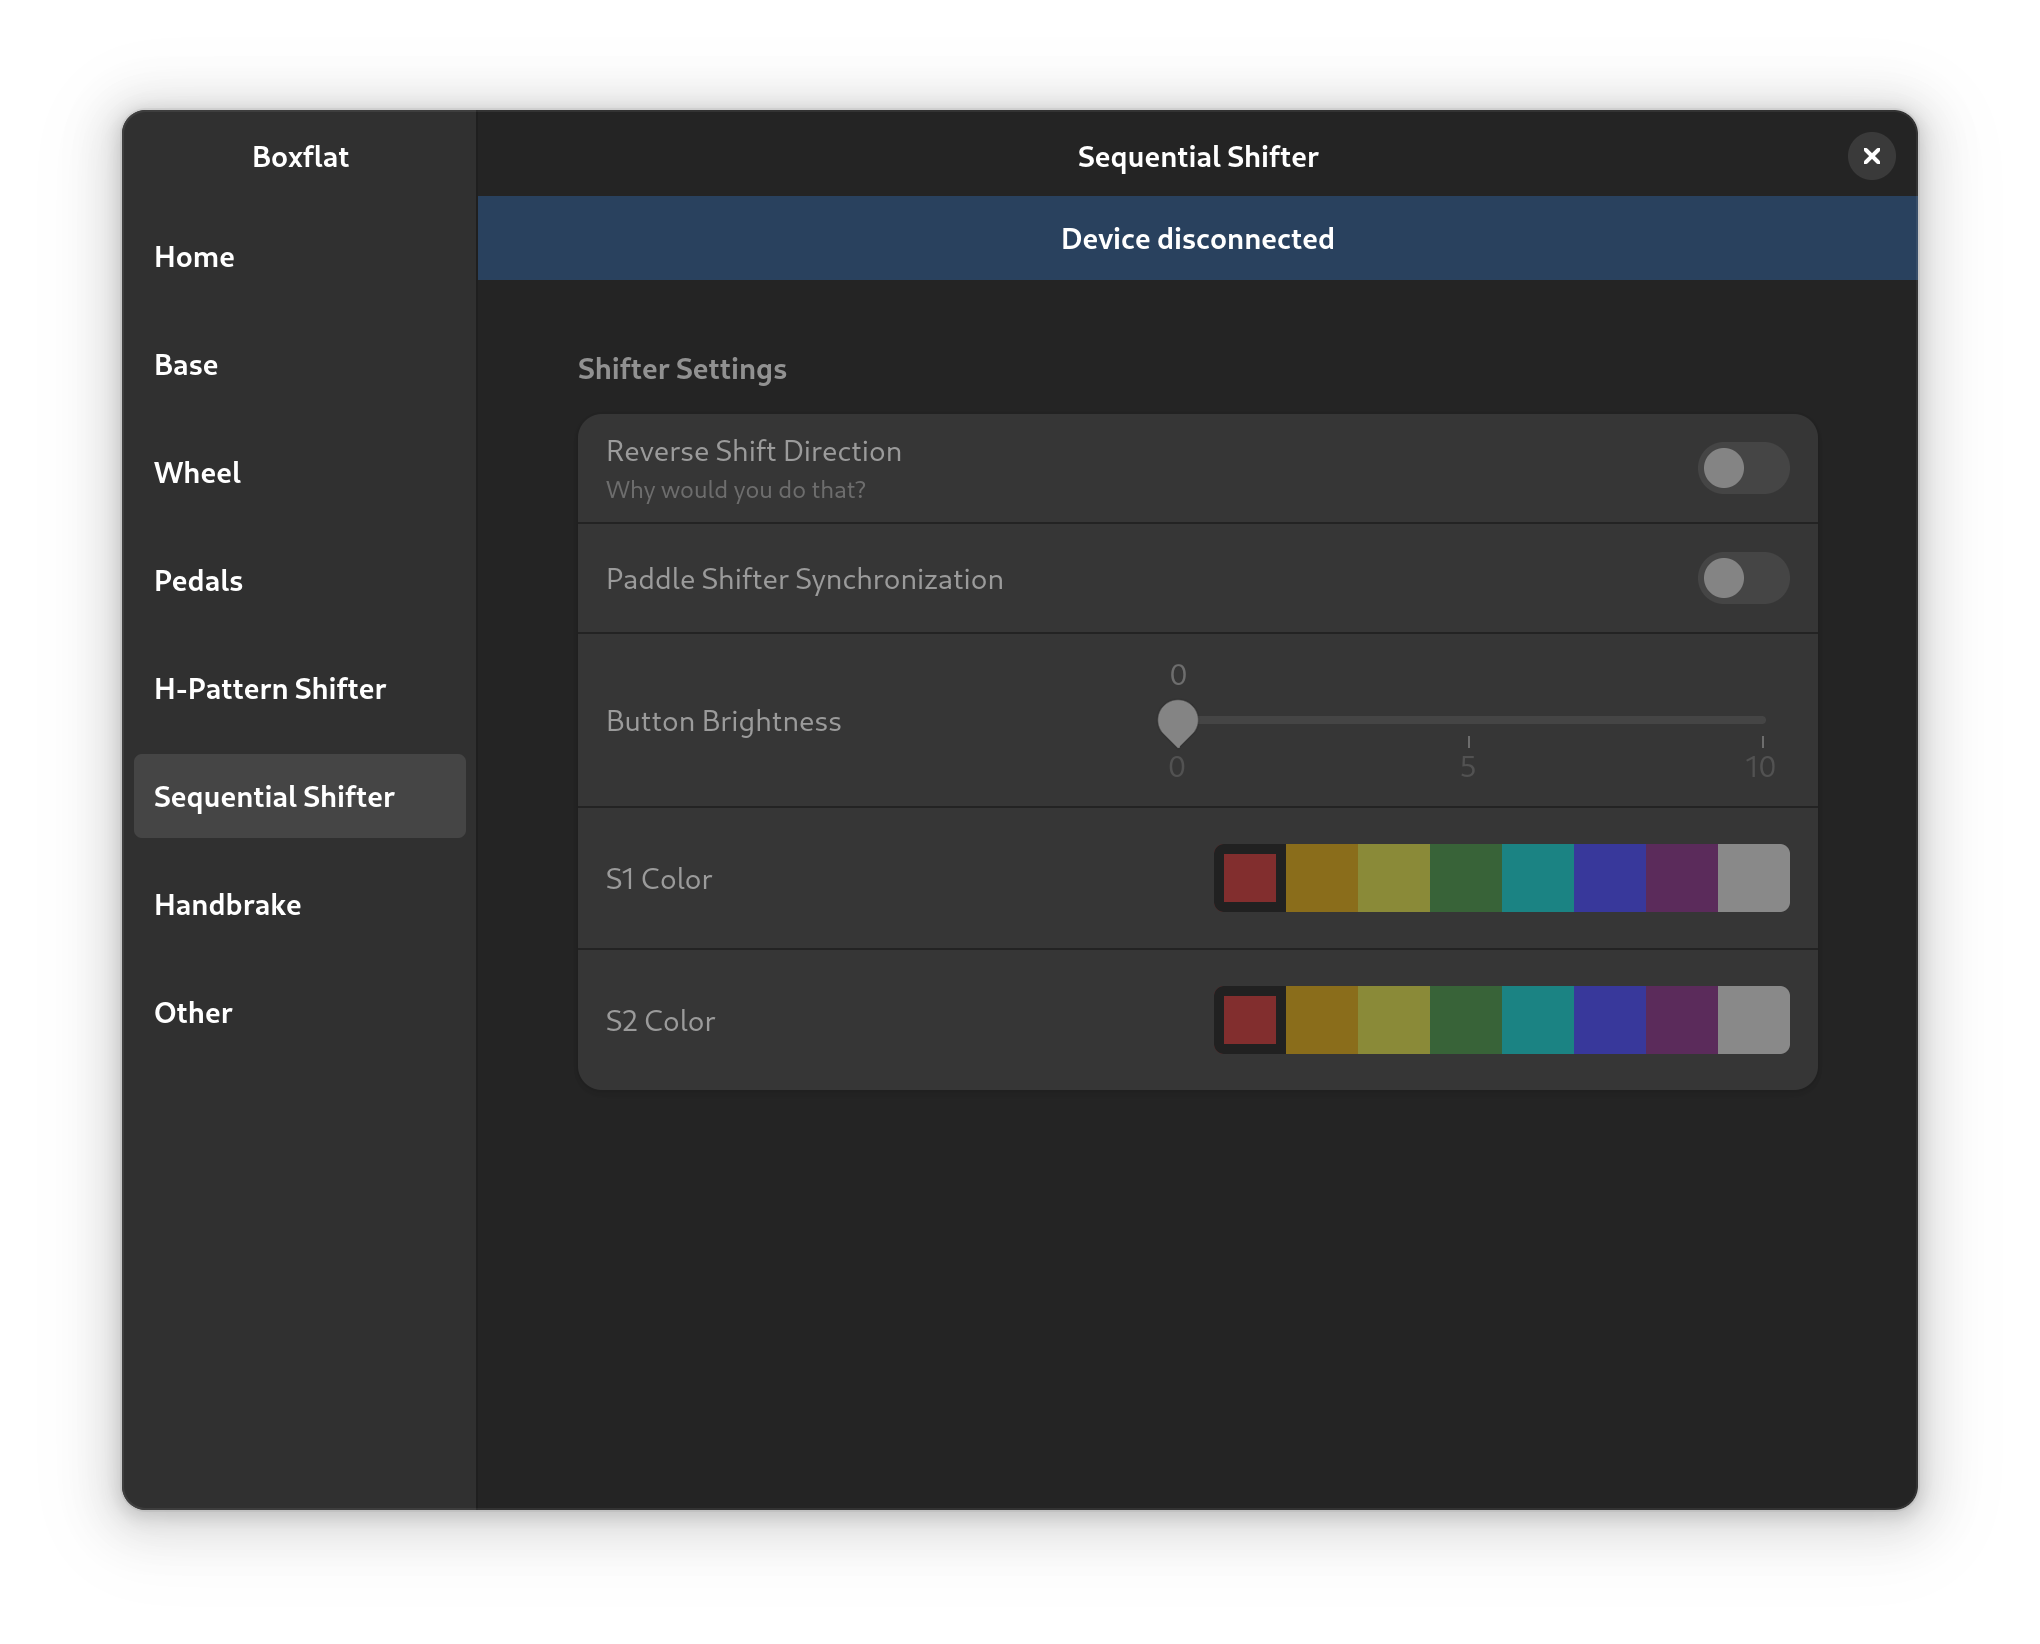 Boxflat
Home
Base
Wheel
Pedals
H-Pattern Shifter
Sequential Shifter
Handbrake
Other
Sequential Shifter
Device disconnected
Shifter Settings
Reverse Shift Direction
Why would you do that?
Paddle Shifter Synchronization
Button Brightness
0
0 5 10
S1 Color
S2 Color